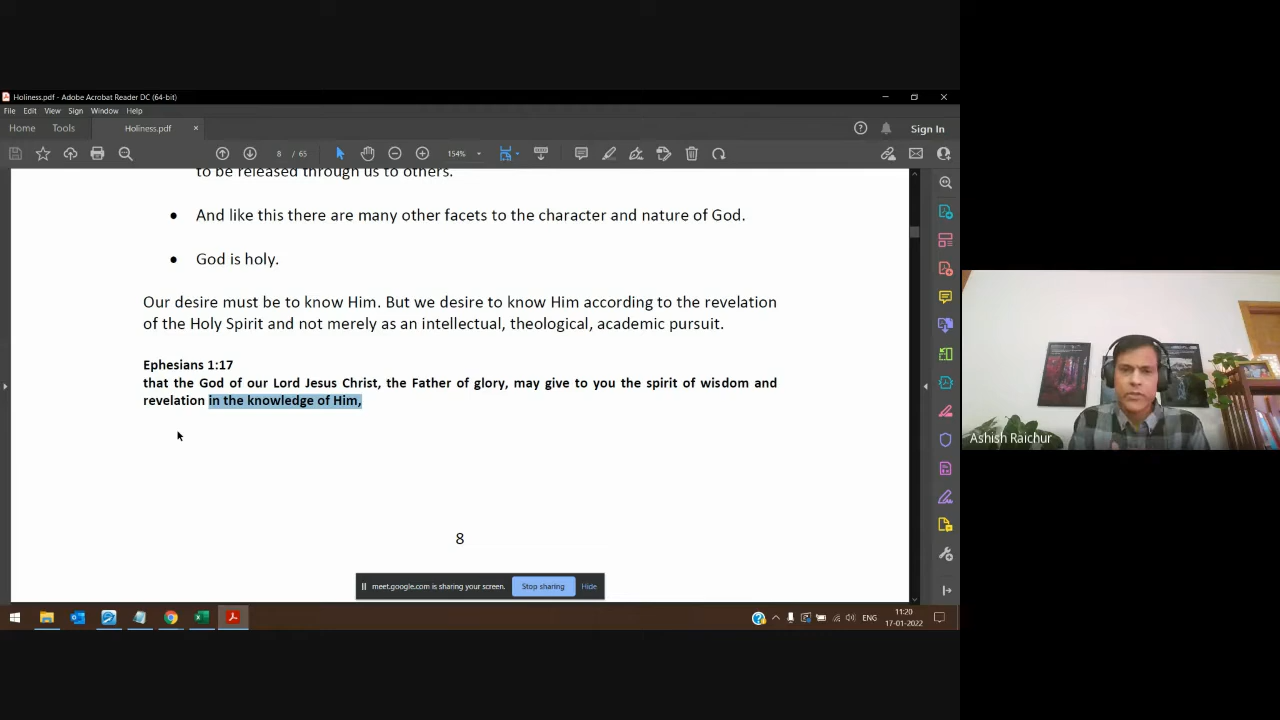 Holiness.pdf - Adobe Acrobat Reader DC (64-bit)
File Edit View Sign Window Help
Home Tools Holiness.pdf × Sign In
8 / 65 154%
to be released through us to others.
• And like this there are many other facets to the character and nature of God.
• God is holy.
Our desire must be to know Him. But we desire to know Him according to the revelation
of the Holy Spirit and not merely as an intellectual, theological, academic pursuit.
Ephesians 1:17
that the God of our Lord Jesus Christ, the Father of glory, may give to you the spirit of wisdom and
revelation in the knowledge of Him,
Ashish Raichur
8
meet.google.com is sharing your screen. Stop sharing Hide
ENG 11:20
17-01-2022